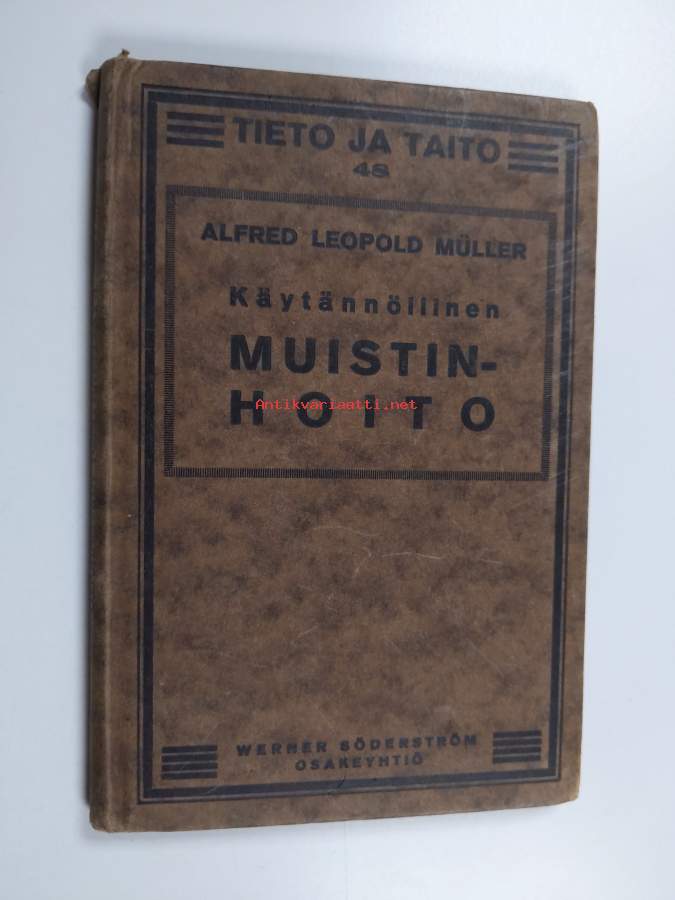 TIETO JA TAITO
48
ALFRED LEOPOLD MÜLLER
Käytännöllinen
MUISTIN-
HOITO
Antikvariaatti.net
WERNER SÖDERSTRÖM
OSAKEYHTIÖ